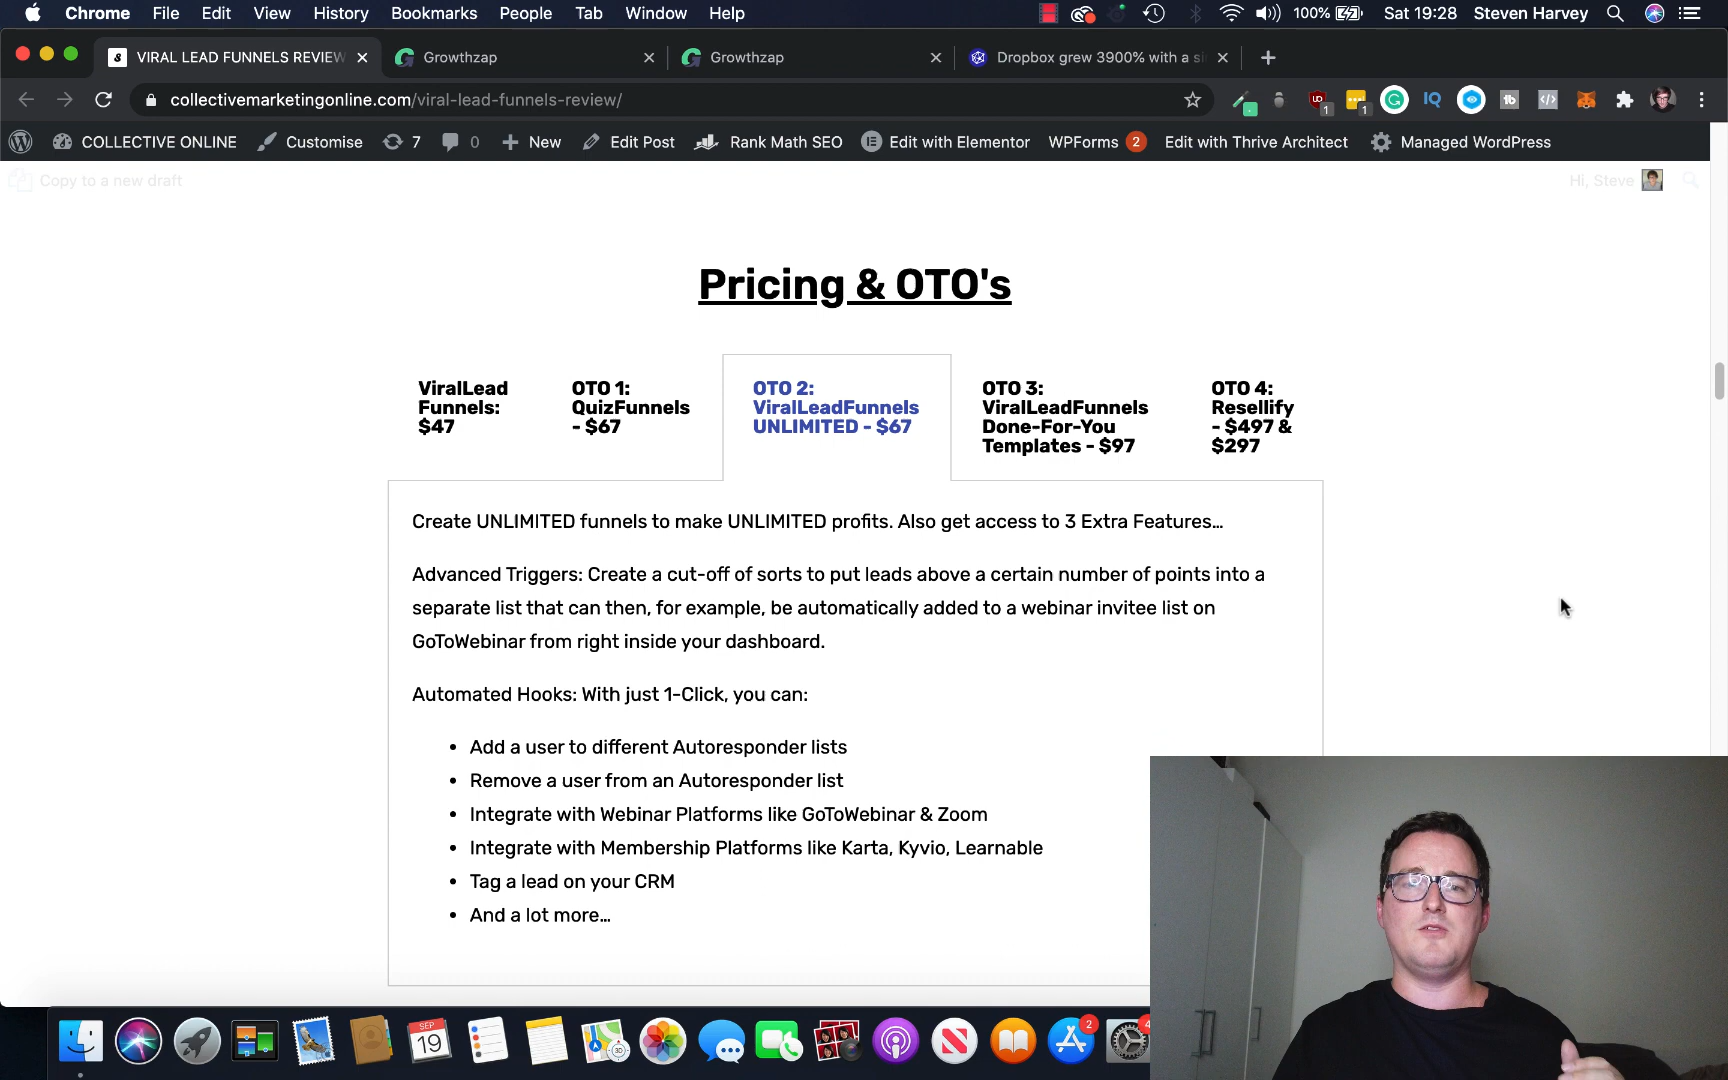 Chrome File Edit View History Bookmarks People Tab Window Help 100% Sat 19:28 Steven Harvey
VIRAL LEAD FUNNELS REVIEW Growthzap Growthzap Dropbox grew 3900% with a si
collectivemarketingonline.com/viral-lead-funnels-review/
COLLECTIVE ONLINE Customise 7 0 New Edit Post Rank Math SEO Edit with Elementor WPForms 2 Edit with Thrive Architect Managed WordPress
Copy to a new draft Hi, Steve
Pricing & OTO's
ViralLead
Funnels:
$47
OTO 1:
QuizFunnels
- $67
OTO 2:
ViralLeadFunnels
UNLIMITED - $67
OTO 3:
ViralLeadFunnels
Done-For-You
Templates - $97
OTO 4:
Resellify
- $497 &
$297
Create UNLIMITED funnels to make UNLIMITED profits. Also get access to 3 Extra Features...
Advanced Triggers: Create a cut-off of sorts to put leads above a certain number of points into a
separate list that can then, for example, be automatically added to a webinar invitee list on
GoToWebinar from right inside your dashboard.
Automated Hooks: With just 1-Click, you can:
• Add a user to different Autoresponder lists
• Remove a user from an Autoresponder list
• Integrate with Webinar Platforms like GoToWebinar & Zoom
• Integrate with Membership Platforms like Karta, Kyvio, Learnable
• Tag a lead on your CRM
• And a lot more...
SEP
19
2
4